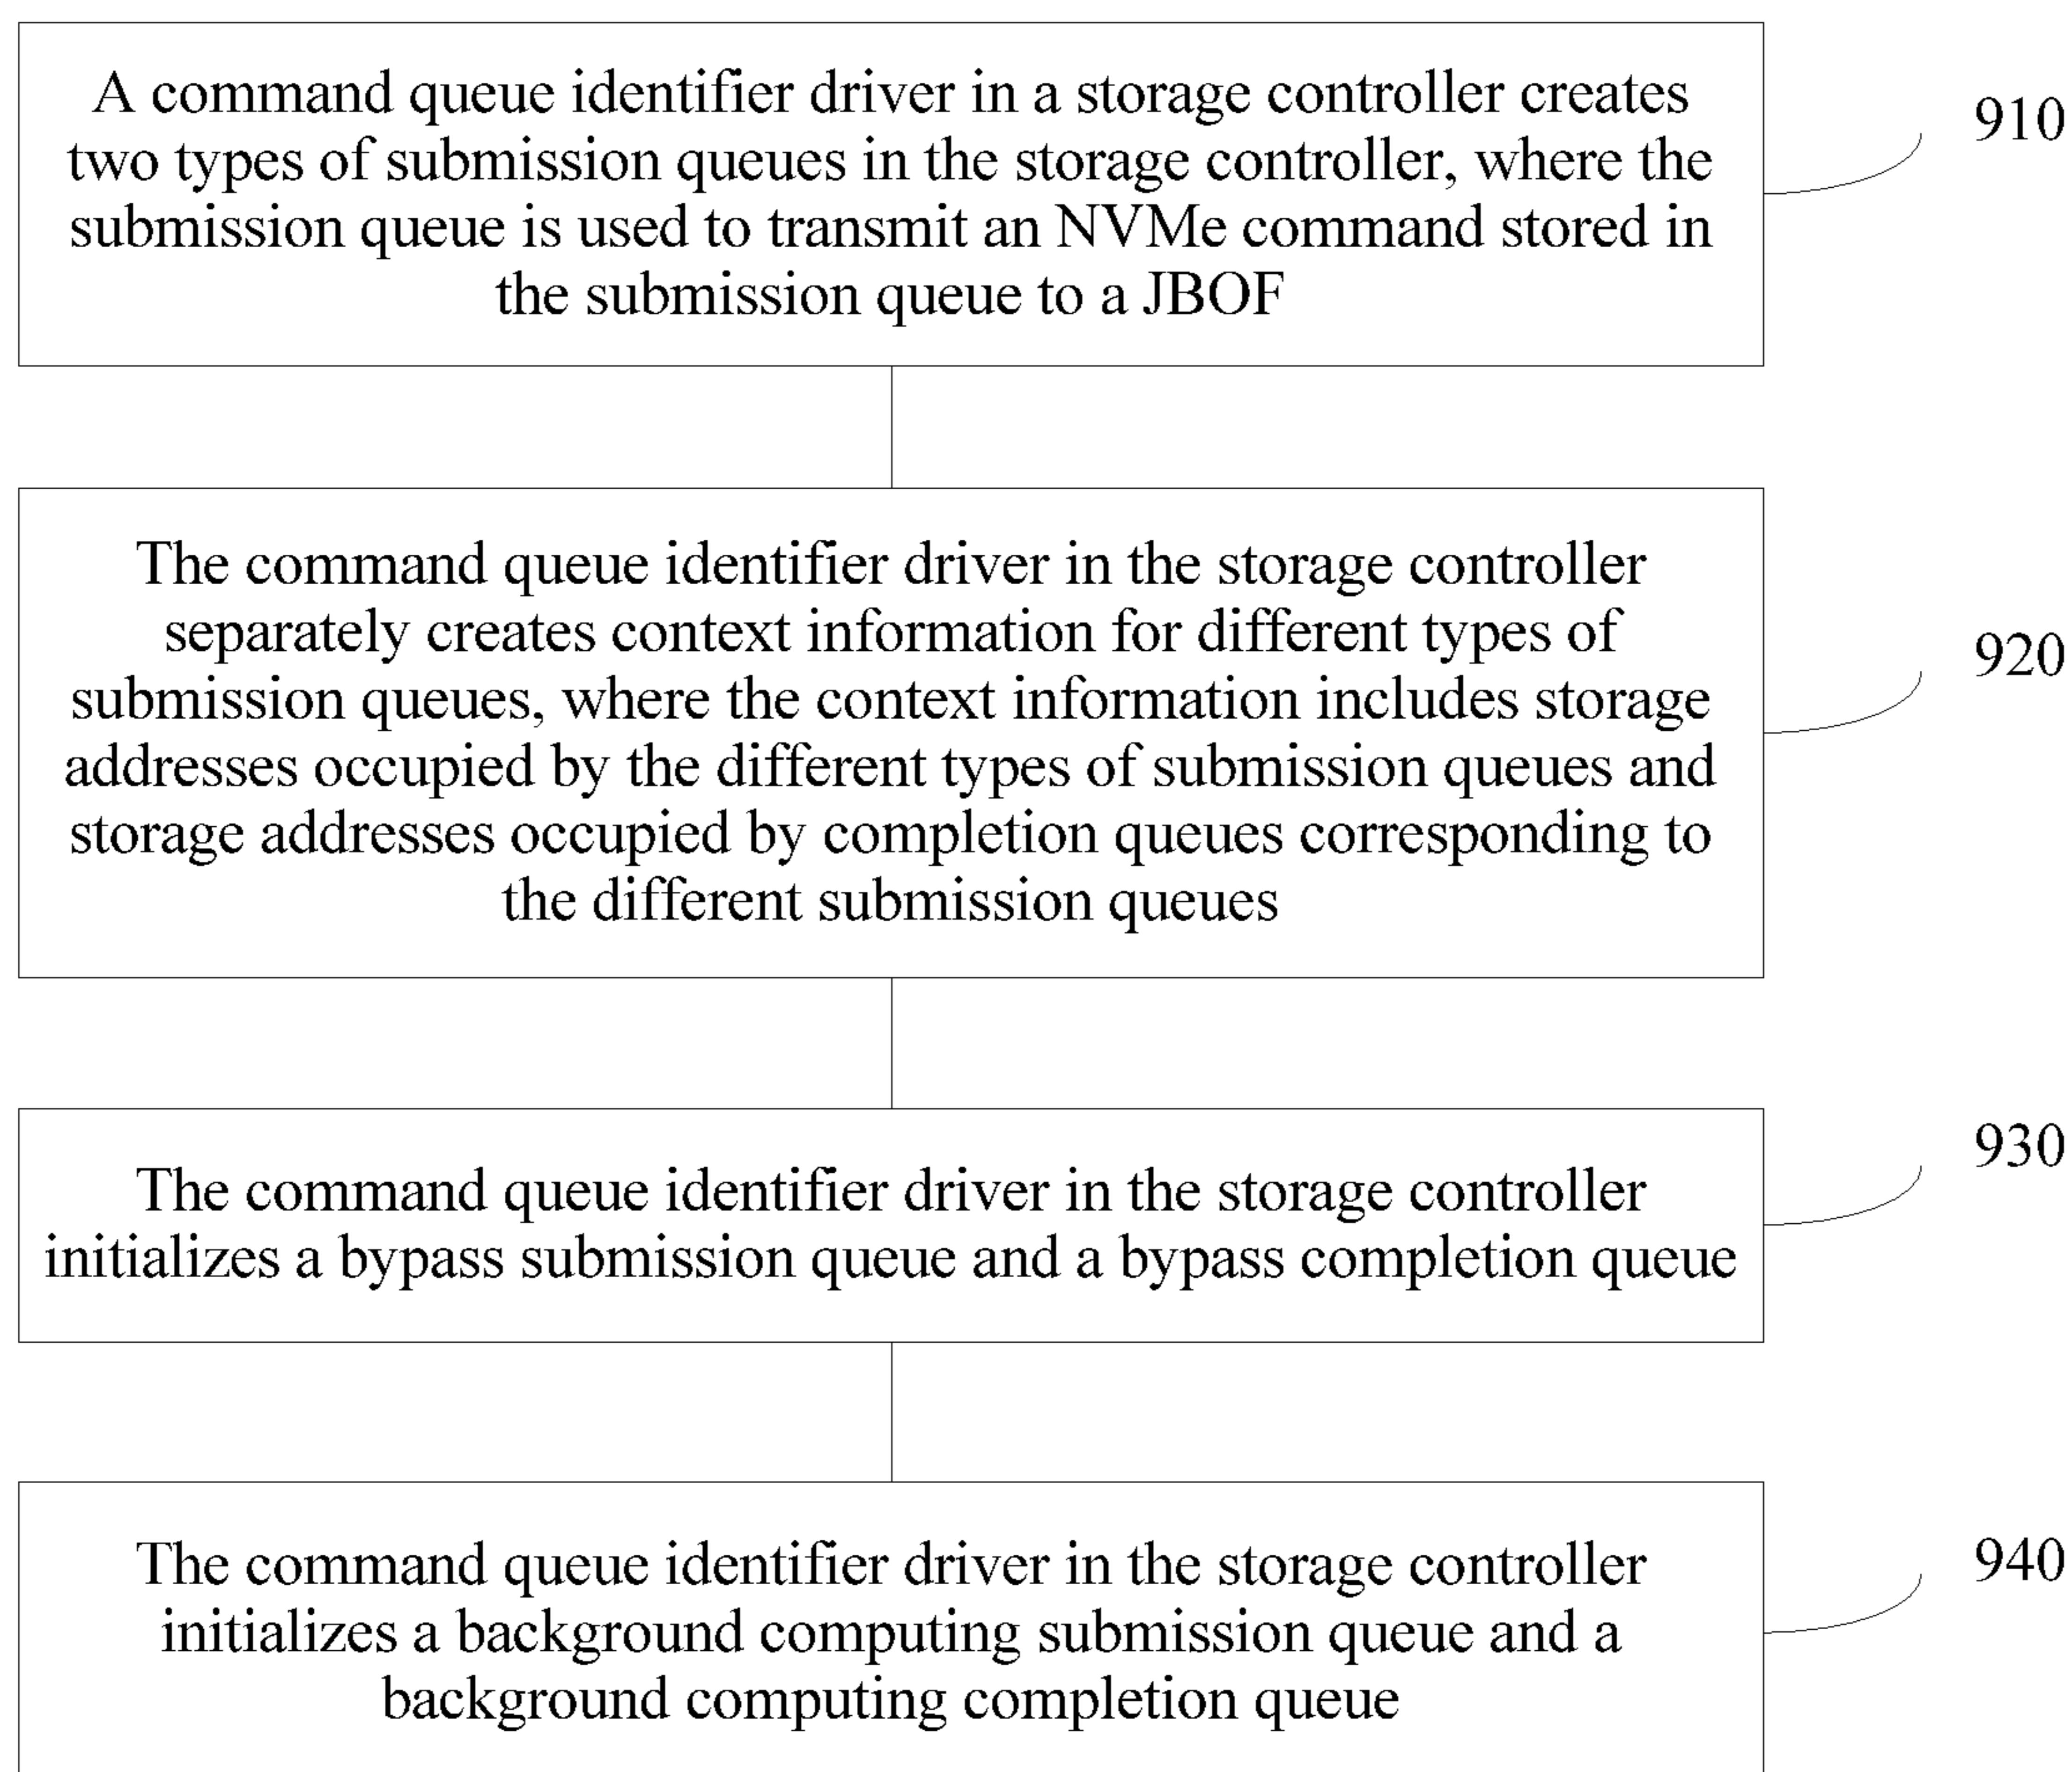 A command queue identifier driver in a storage controller creates
two types of submission queues in the storage controller, where the
submission queue is used to transmit an NVMe command stored in
the submission queue to a JBOF
910
The command queue identifier driver in the storage controller
separately creates context information for different types of
submission queues, where the context information includes storage
addresses occupied by the different types of submission queues and
storage addresses occupied by completion queues corresponding to
the different submission queues
920
The command queue identifier driver in the storage controller
initializes a bypass submission queue and a bypass completion queue
930
The command queue identifier driver in the storage controller
initializes a background computing submission queue and a
background computing completion queue
940